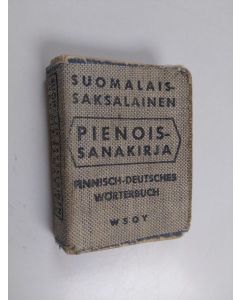 SUOMALAIS-
SAKSALAINEN
PIENOIS-
SANAKIRJA
FINNISCH-DEUTSCHES
WÖRTERBUCH
WSOY